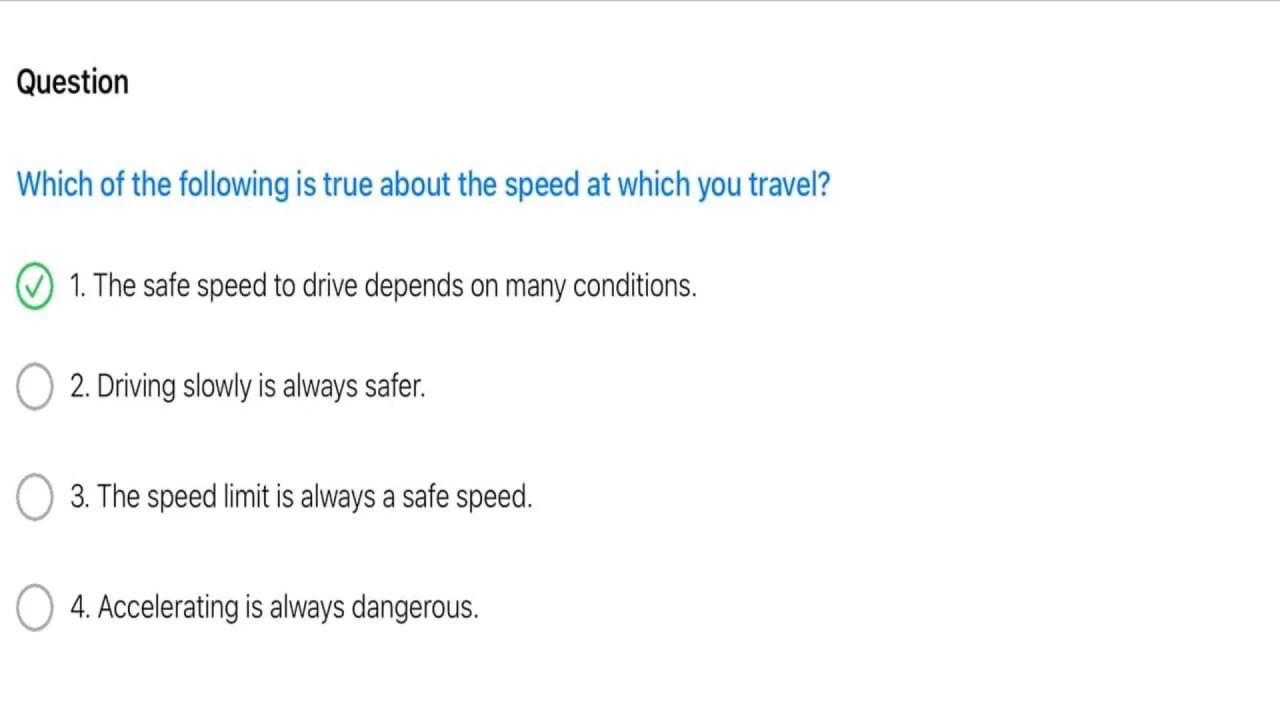 Question
Which of the following is true about the speed at which you travel?
1. The safe speed to drive depends on many conditions.
2. Driving slowly is always safer.
3. The speed limit is always a safe speed.
4. Accelerating is always dangerous.